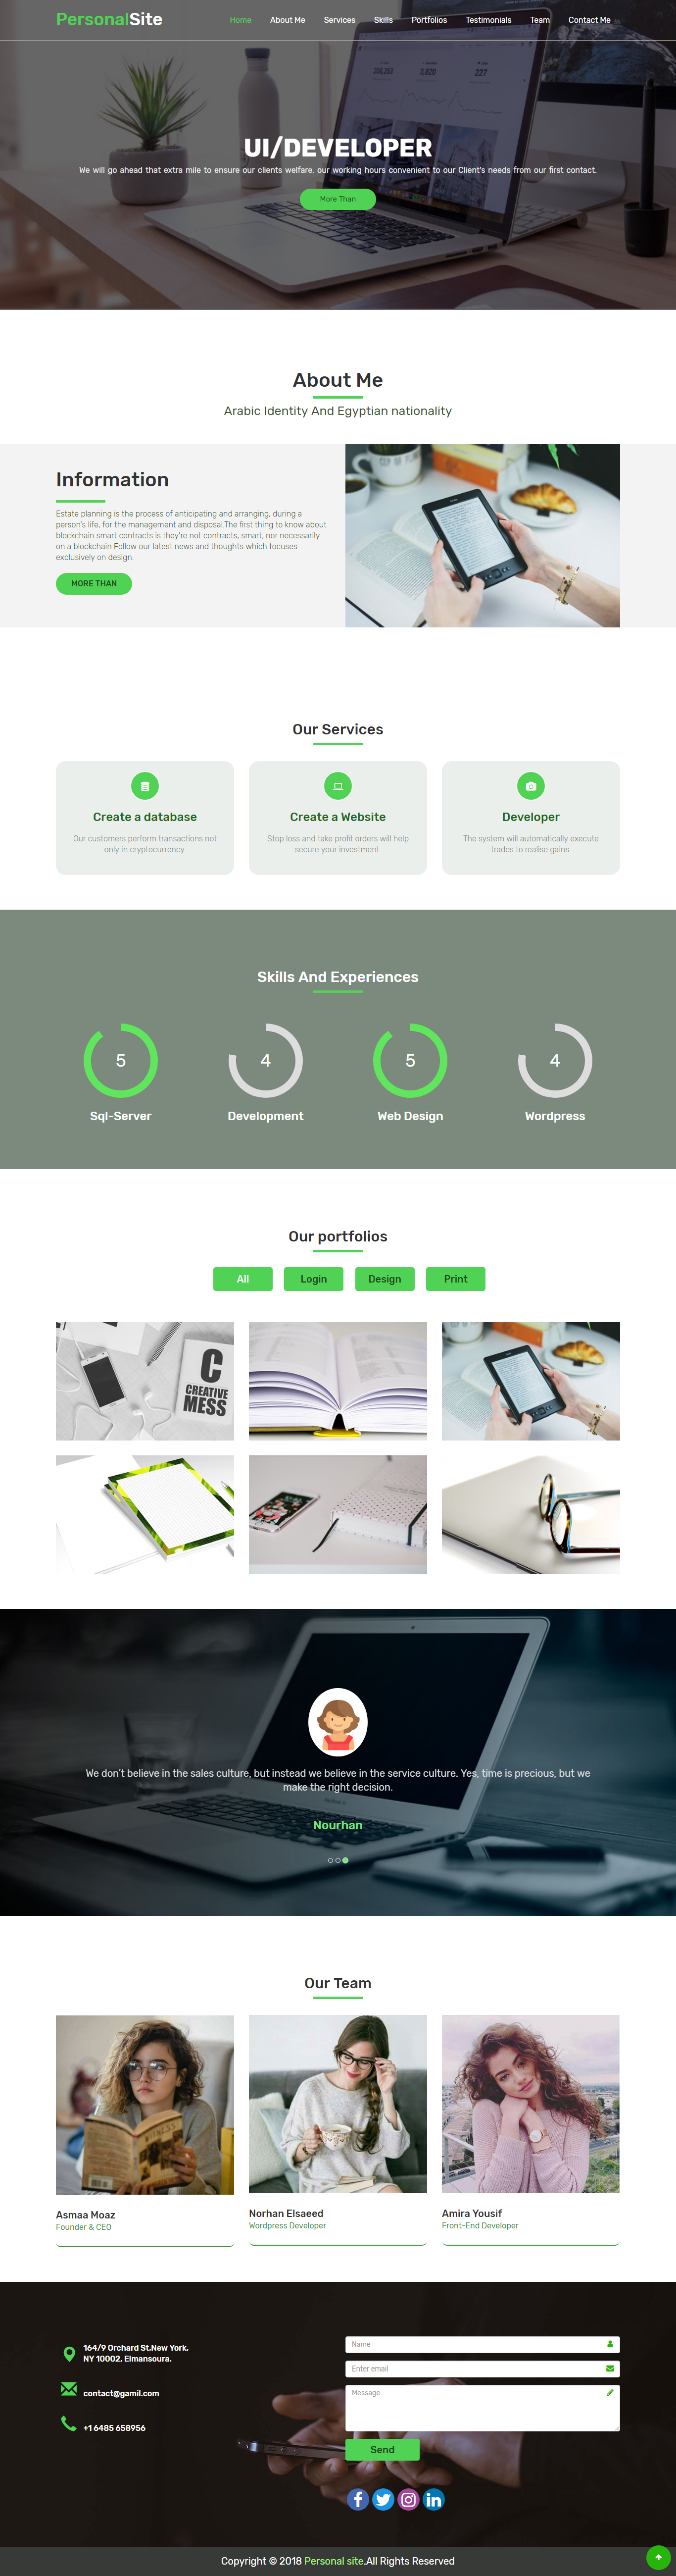 PersonalSite
Home About Me Services Skills Portfolios Testimonials Team Contact Me
108,253 3,820 227
UI/DEVELOPER
We will go ahead that extra mile to ensure our clients welfare, our working hours convenient to our Client's needs from our first contact.
More Than
About Me
Arabic Identity And Egyptian nationality
Information
Estate planning is the process of anticipating and arranging, during a
person's life, for the management and disposal.The first thing to know about
blockchain smart contracts is they're not contracts, smart, nor necessarily
on a blockchain Follow our latest news and thoughts which focuses
exclusively on design.
MORE THAN
Our Services
Create a database
Our customers perform transactions not
only in cryptocurrency.
Create a Website
Stop loss and take profit orders will help
secure your investment.
Developer
The system will automatically execute
trades to realise gains.
Skills And Experiences
5
Sql-Server
4
Development
5
Web Design
4
Wordpress
Our portfolios
All Login Design Print
C
CREATIVE
MESS
We don't believe in the sales culture, but instead we believe in the service culture. Yes, time is precious, but we
make the right decision.
Nourhan
Our Team
Asmaa Moaz
Founder & CEO
Norhan Elsaeed
Wordpress Developer
Amira Yousif
Front-End Developer
164/9 Orchard St,New York,
NY 10002, Elmansoura.
contact@gamil.com
+1 6485 658956
Name
Enter email
Message
Send
Copyright © 2018 Personal site.All Rights Reserved